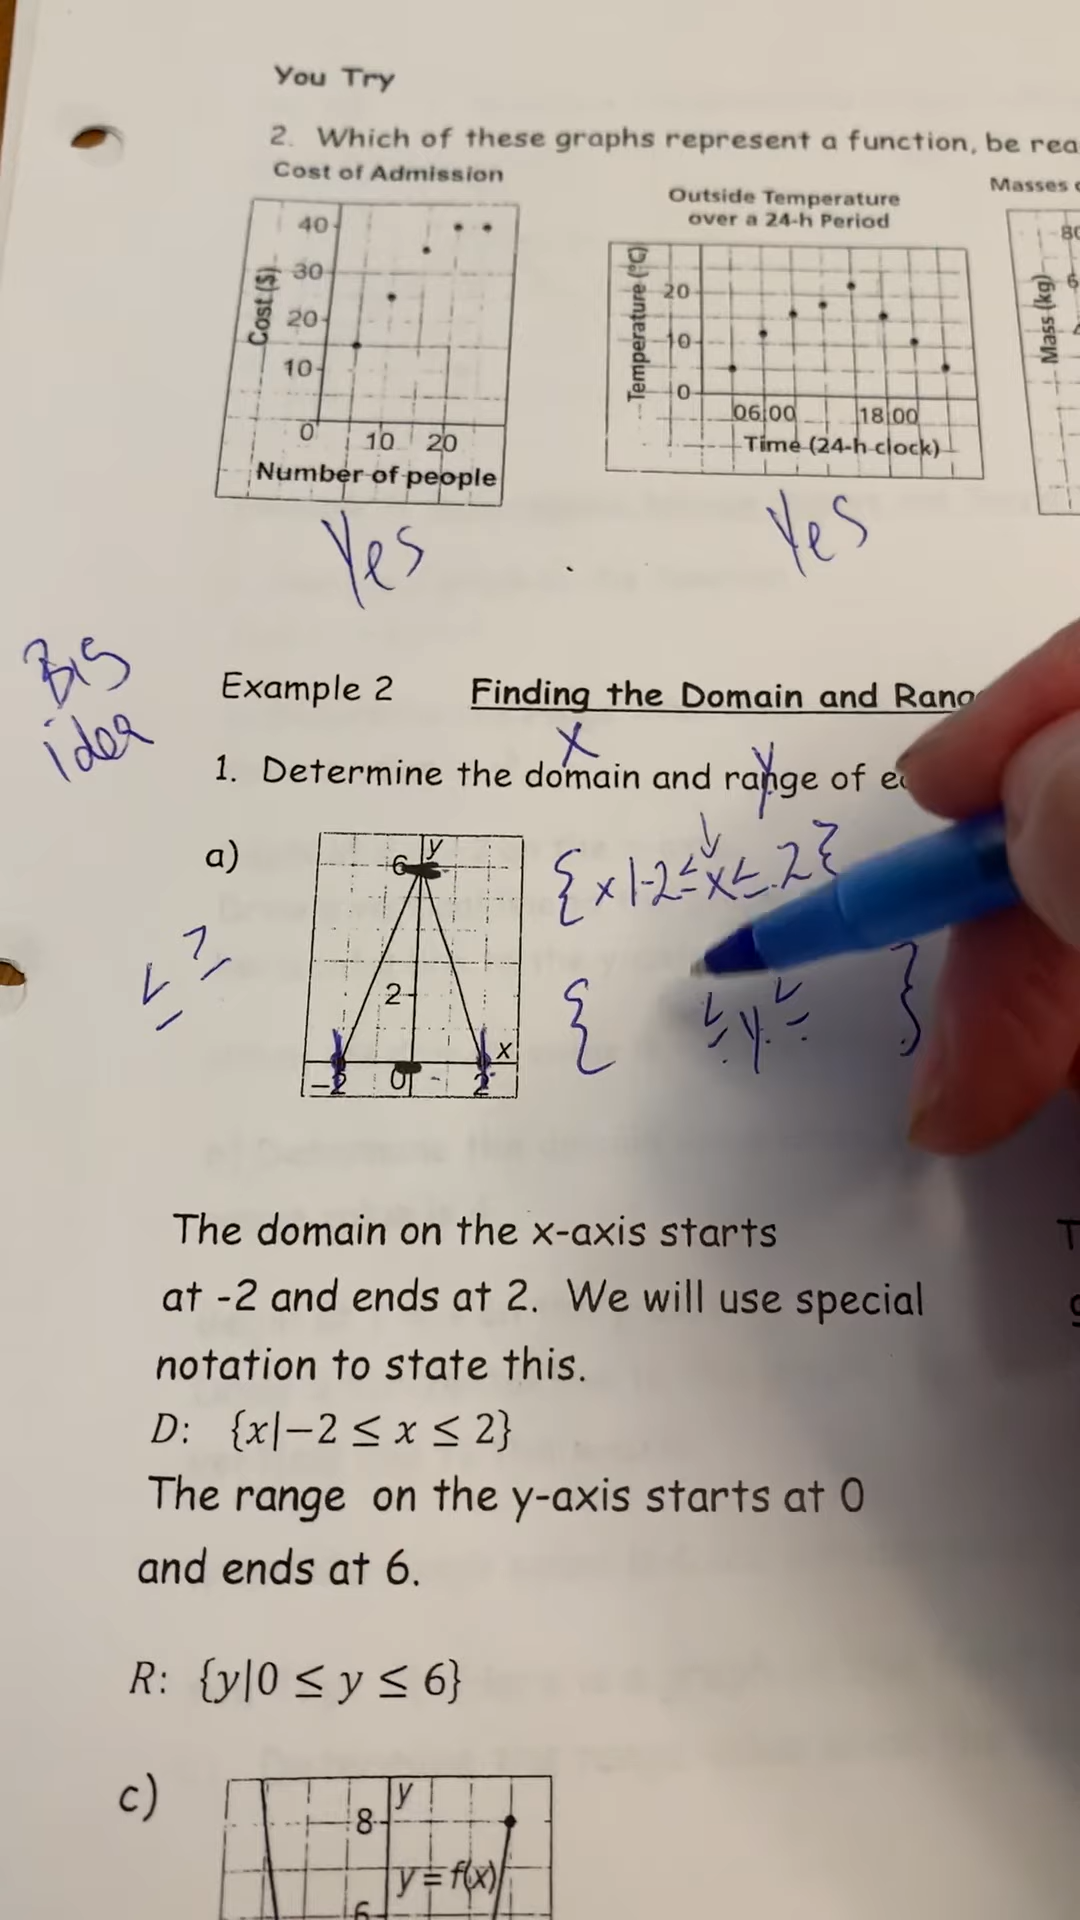 You Try
2. Which of these graphs represent a function, be rea
Cost of Admission
40
30
20
10
0
10 20
Cost ($)
Number of people
Yes
Outside Temperature
over a 24-h Period
20
10
0
06:00 18:00
Temperature (°C)
Time (24-h clock)
Yes
Masses
80
6
Mass (kg)
Big
idea
Example 2 Finding the Domain and Rang
x y
1. Determine the domain and range of e
a)
y
6
2
x
-2 0 2
{x|-2≤x≤2}
≤ ?
{ ≤y≤ }
The domain on the x-axis starts
at -2 and ends at 2. We will use special
notation to state this.
D: {x|−2 ≤ x ≤ 2}
The range on the y-axis starts at 0
and ends at 6.
R: {y|0 ≤ y ≤ 6}
c)
y
8
y = f(x)
6